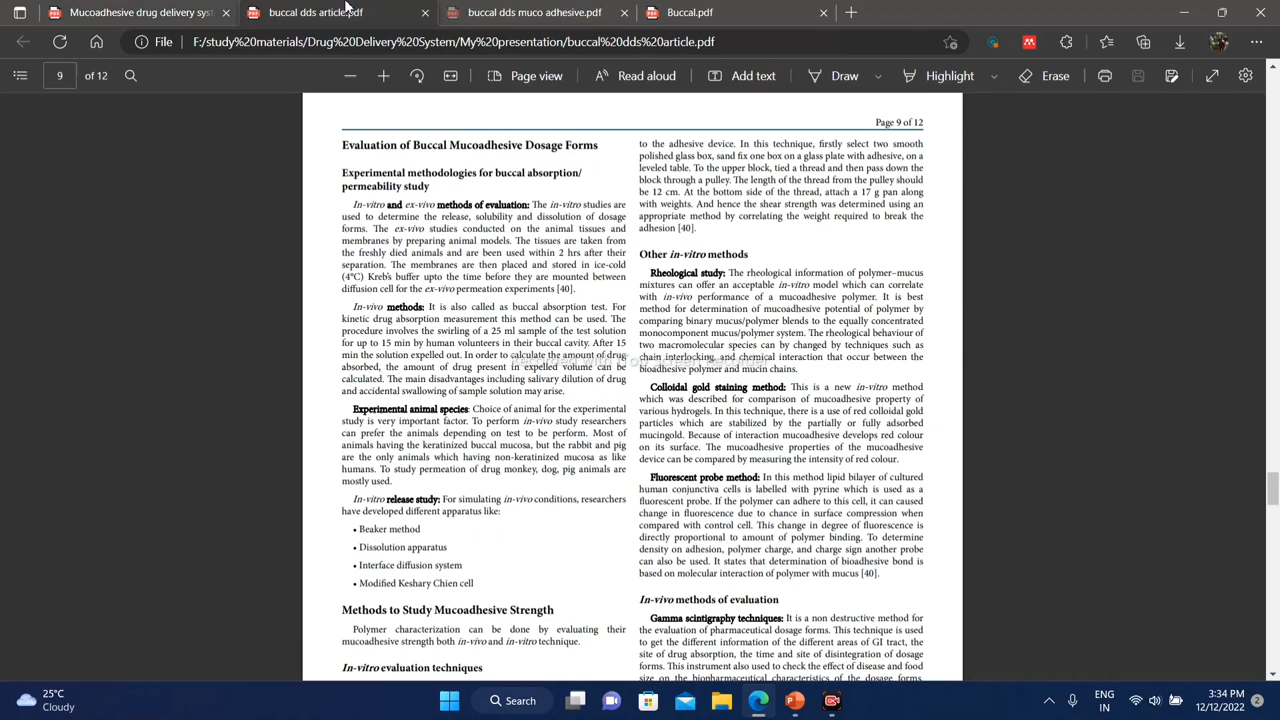 Mucoadhesive drug delivery syst
buccal dds article.pdf
buccal dds muco adhesive.pdf
Buccal.pdf
File
F:/study%20materials/Drug%20Delivery%20System/My%20presentation/buccal%20dds%20article.pdf
9
of 12
Page view
Read aloud
Draw
Highlight
Erase
Page 9 of 12
Evaluation of Buccal Mucoadhesive Dosage Forms
Experimental methodologies for buccal absorption/
permeability study
In-vitro and ex-vivo methods of evaluation: The in-vitro studies are
used to determine the release, solubility and dissolution of dosage
forms. The ex-vivo studies conducted on the animal tissues and
membranes by preparing animal models. The tissues are taken from
the freshly died animals and are been used within 2 hrs after their
separation. The membranes are then placed and stored in ice-cold
(4°C) Kreb's buffer upto the time before they are mounted between
diffusion cell for the ex-vivo permeation experiments [40].
In-vivo methods: It is also called as buccal absorption test. For
kinetic drug absorption measurement this method can be used. The
procedure involves the swirling of a 25 ml sample of the test solution
for up to 15 min by human volunteers in their buccal cavity. After 15
min the solution expelled out. In order to calculate the amount of drug
absorbed, the amount of drug present in expelled volume can be
calculated. The main disadvantages including salivary dilution of drug
and accidental swallowing of sample solution may arise.
Experimental animal species: Choice of animal for the experimental
study is very important factor. To perform in-vivo study researchers
can prefer the animals depending on test to be perform. Most of
animals having the keratinized buccal mucosa, but the rabbit and pig
are the only animals which having non-keratinized mucosa as like
humans. To study permeation of drug monkey, dog, pig animals are
mostly used.
In-vitro release study: For simulating in-vivo conditions, researchers
have developed different apparatus like:
• Beaker method
• Dissolution apparatus
• Interface diffusion system
• Modified Keshary Chien cell
Methods to Study Mucoadhesive Strength
Polymer characterization can be done by evaluating their
mucoadhesive strength both in-vivo and in-vitro technique.
In-vitro evaluation techniques
to the adhesive device. In this technique, firstly select two smooth
polished glass box, sand fix one box on a glass plate with adhesive, on a
leveled table. To the upper block, tied a thread and then pass down the
block through a pulley. The length of the thread from the pulley should
be 12 cm. At the bottom side of the thread, attach a 17 g pan along
with weights. And hence the shear strength was determined using an
appropriate method by correlating the weight required to break the
adhesion [40].
Other in-vitro methods
Rheological study: The rheological information of polymer–mucus
mixtures can offer an acceptable in-vitro model which can correlate
with in-vivo performance of a mucoadhesive polymer. It is best
method for determination of mucoadhesive potential of polymer by
comparing binary mucus/polymer blends to the equally concentrated
monocomponent mucus/polymer system. The rheological behaviour of
two macromolecular species can by changed by techniques such as
chain interlocking, and chemical interaction that occur between the
bioadhesive polymer and mucin chains.
Colloidal gold staining method: This is a new in-vitro method
which was described for comparison of mucoadhesive property of
various hydrogels. In this technique, there is a use of red colloidal gold
particles which are stabilized by the partially or fully adsorbed
mucingold. Because of interaction mucoadhesive develops red colour
on its surface. The mucoadhesive properties of the mucoadhesive
device can be compared by measuring the intensity of red colour.
Fluorescent probe method: In this method lipid bilayer of cultured
human conjunctiva cells is labelled with pyrine which is used as a
fluorescent probe. If the polymer can adhere to this cell, it can caused
change in fluorescence due to chance in surface compression when
compared with control cell. This change in degree of fluorescence is
directly proportional to amount of polymer binding. To determine
density on adhesion, polymer charge, and charge sign another probe
can also be used. It states that determination of bioadhesive bond is
based on molecular interaction of polymer with mucus [40].
In-vivo methods of evaluation
Gamma scintigraphy techniques: It is a non destructive method for
the evaluation of pharmaceutical dosage forms. This technique is used
to get the different information of the different areas of GI tract, the
site of drug absorption, the time and site of disintegration of dosage
forms. This instrument also used to check the effect of disease and food
size on the biopharmaceutical characteristics of the dosage forms.
25°C
Cloudy
Search
ENG
IN
3:34 PM
12/12/2022
2